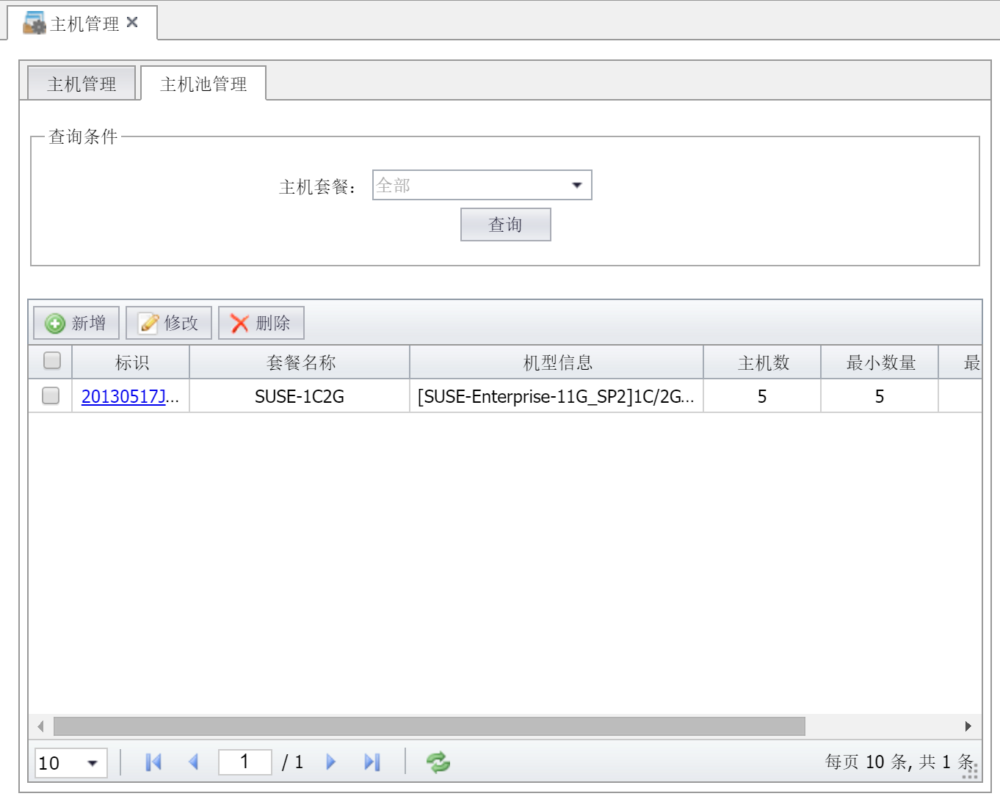 主机管理
主机管理 主机池管理
查询条件
主机套餐： 全部
查询
新增 修改 删除
标识 套餐名称 机型信息 主机数 最小数量 最
20130517J... SUSE-1C2G [SUSE-Enterprise-11G_SP2]1C/2G... 5 5
10 1 / 1 每页 10 条, 共 1 条